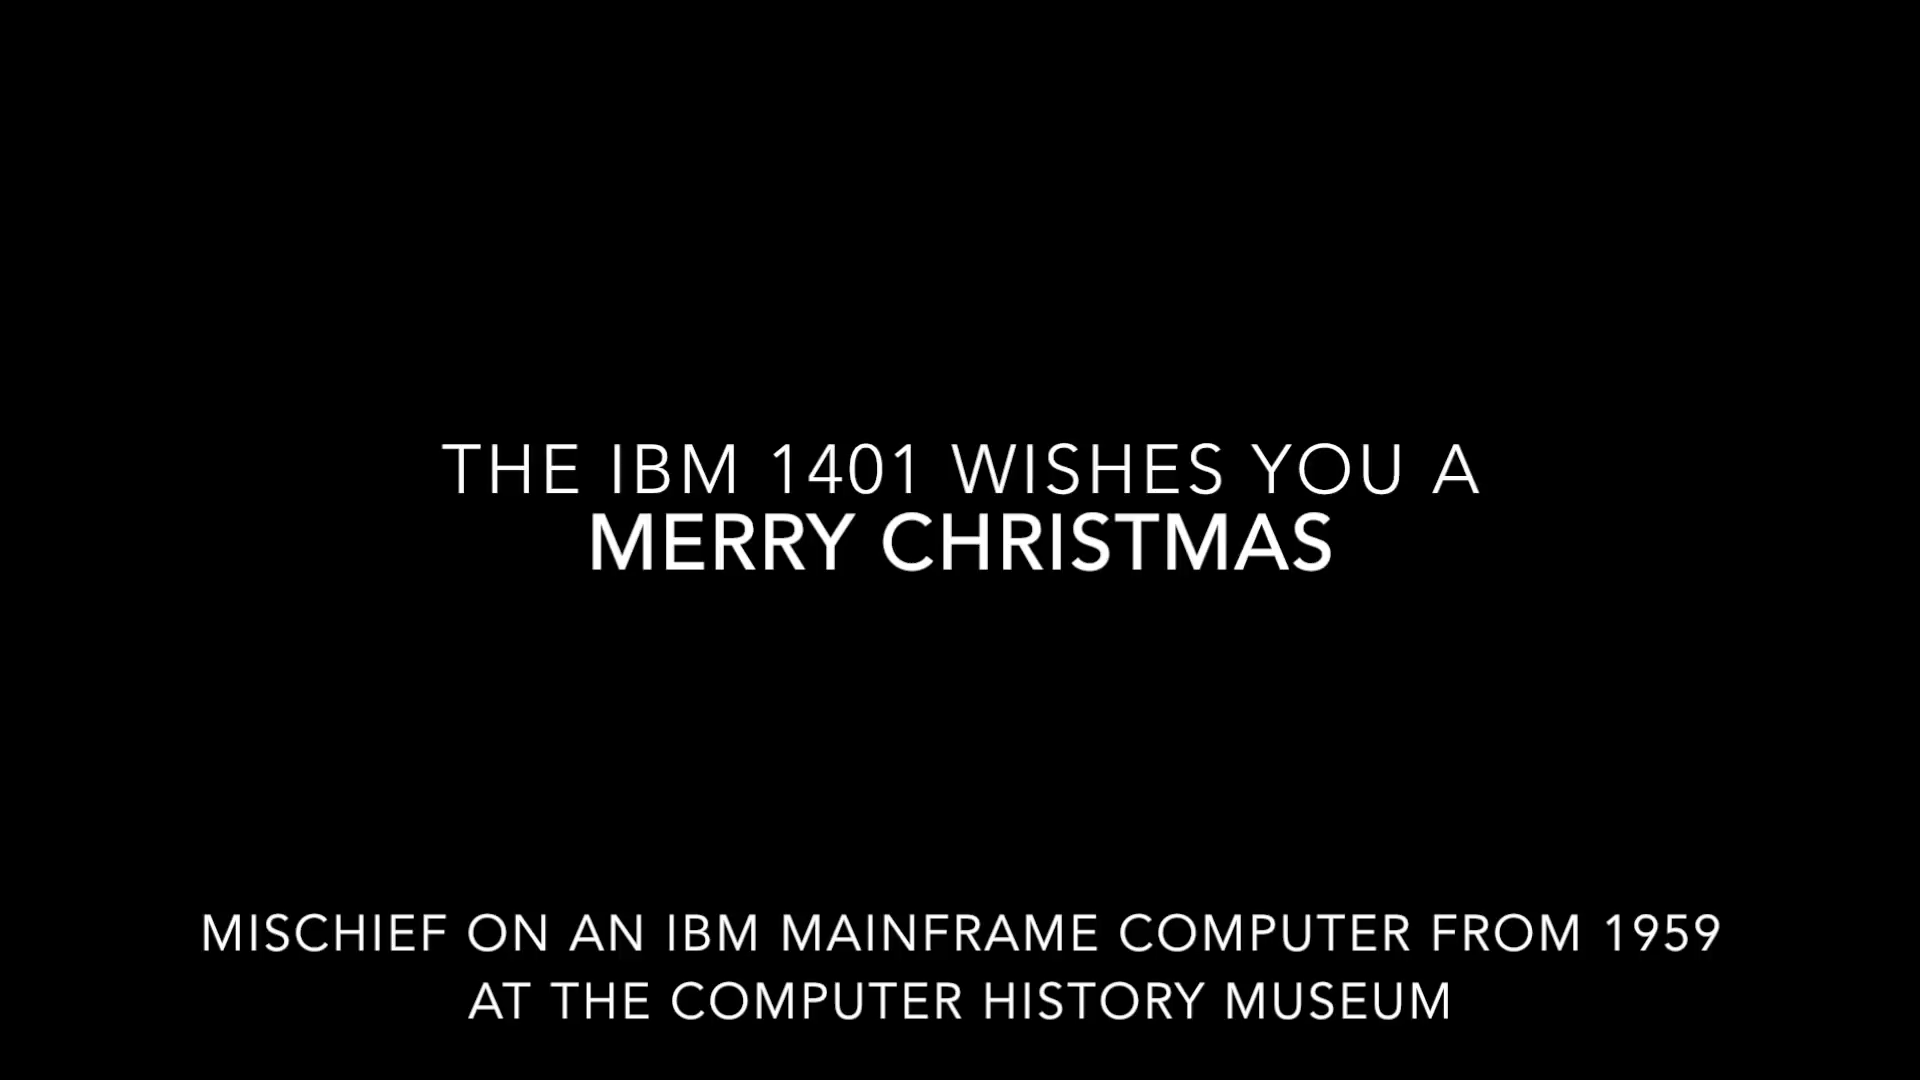 THE IBM 1401 WISHES YOU A
MERRY CHRISTMAS
MISCHIEF ON AN IBM MAINFRAME COMPUTER FROM 1959
AT THE COMPUTER HISTORY MUSEUM